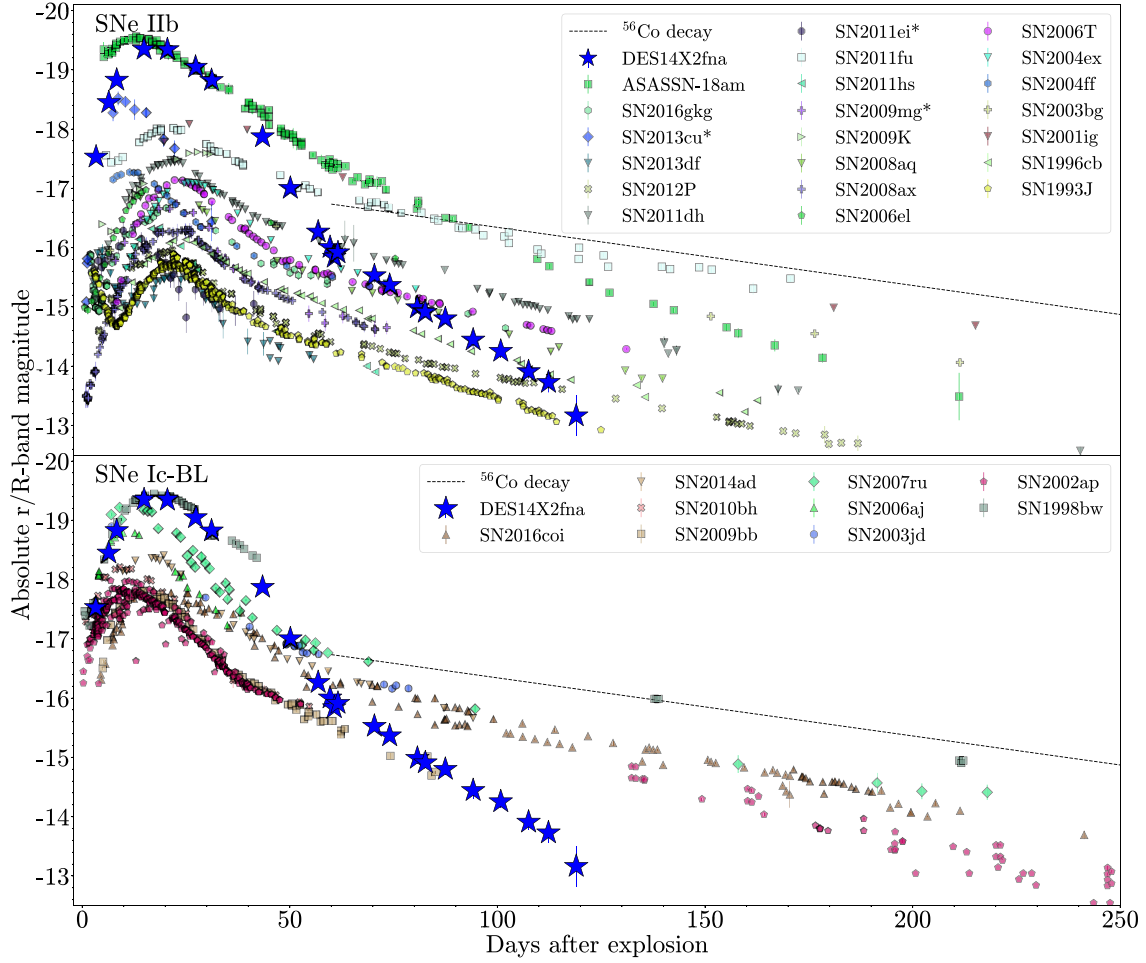 SNe IIb
-20
-19
-18
-17
-16
-15
-14
-13
⁵⁶Co decay
DES14X2fna
ASASSN-18am
SN2016gkg
SN2013cu*
SN2013df
SN2012P
SN2011dh
SN2011ei*
SN2011fu
SN2011hs
SN2009mg*
SN2009K
SN2008aq
SN2008ax
SN2006el
SN2006T
SN2004ex
SN2004ff
SN2003bg
SN2001ig
SN1996cb
SN1993J
Absolute r/R-band magnitude
SNe Ic-BL
-20
-19
-18
-17
-16
-15
-14
-13
⁵⁶Co decay
DES14X2fna
SN2016coi
SN2014ad
SN2010bh
SN2009bb
SN2007ru
SN2006aj
SN2003jd
SN2002ap
SN1998bw
0 50 100 150 200 250
Days after explosion